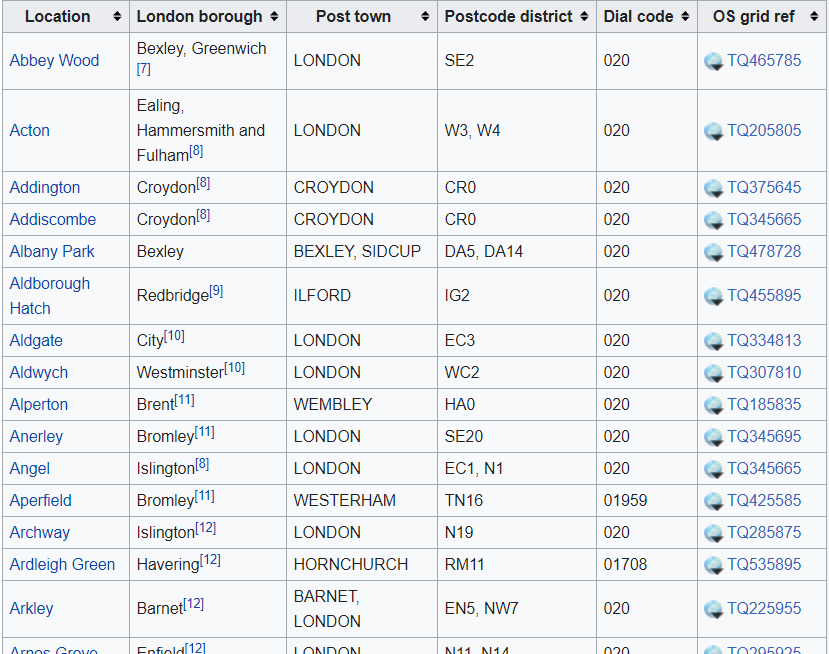 Location London borough Post town Postcode district Dial code OS grid ref
Abbey Wood Bexley, Greenwich LONDON SE2 020 TQ465785
[7]
Ealing,
Acton Hammersmith and LONDON W3, W4 020 TQ205805
Fulham[8]
Addington Croydon[8] CROYDON CR0 020 TQ375645
Addiscombe Croydon[8] CROYDON CR0 020 TQ345665
Albany Park Bexley BEXLEY, SIDCUP DA5, DA14 020 TQ478728
Aldborough
Hatch Redbridge[9] ILFORD IG2 020 TQ455895
Aldgate City[10] LONDON EC3 020 TQ334813
Aldwych Westminster[10] LONDON WC2 020 TQ307810
Alperton Brent[11] WEMBLEY HA0 020 TQ185835
Anerley Bromley[11] LONDON SE20 020 TQ345695
Angel Islington[8] LONDON EC1, N1 020 TQ345665
Aperfield Bromley[11] WESTERHAM TN16 01959 TQ425585
Archway Islington[12] LONDON N19 020 TQ285875
Ardleigh Green Havering[12] HORNCHURCH RM11 01708 TQ535895
Arkley Barnet[12] BARNET,
LONDON EN5, NW7 020 TQ225955
Arnos Grove Enfield[12] LONDON N11, N14 020 TQ295925